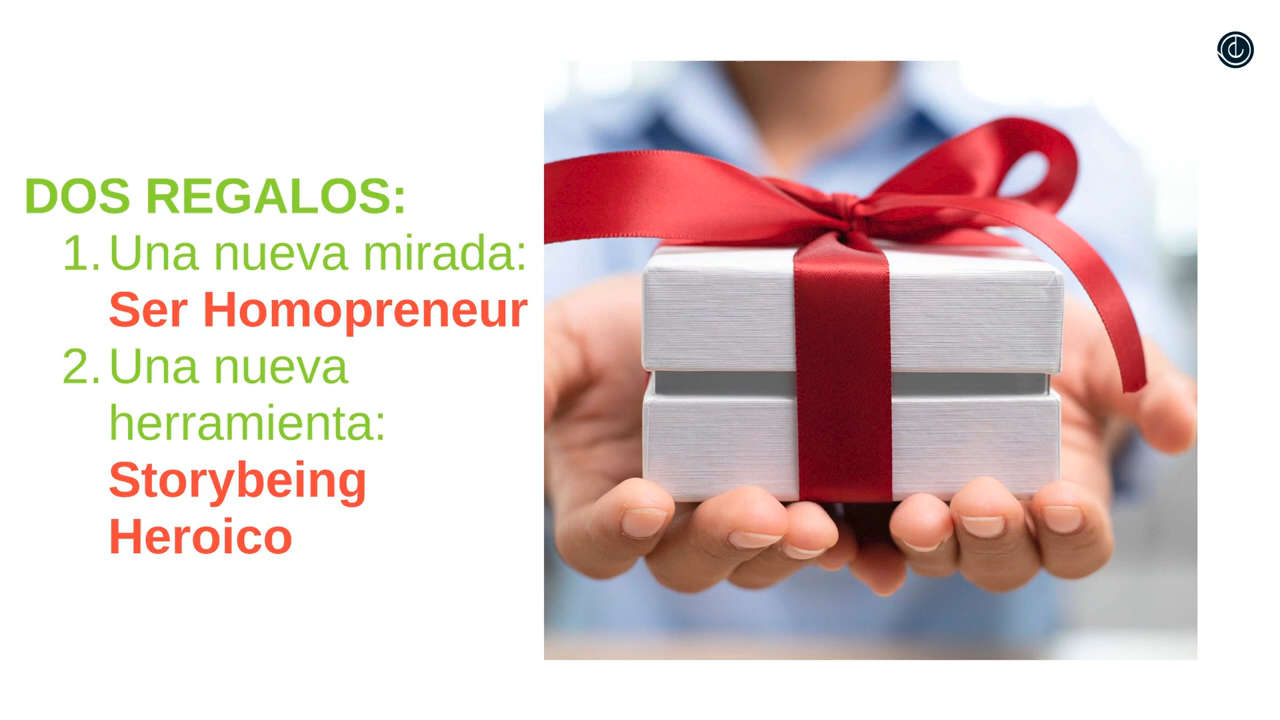 DOS REGALOS:
1. Una nueva mirada:
Ser Homopreneur
2. Una nueva
herramienta:
Storybeing
Heroico